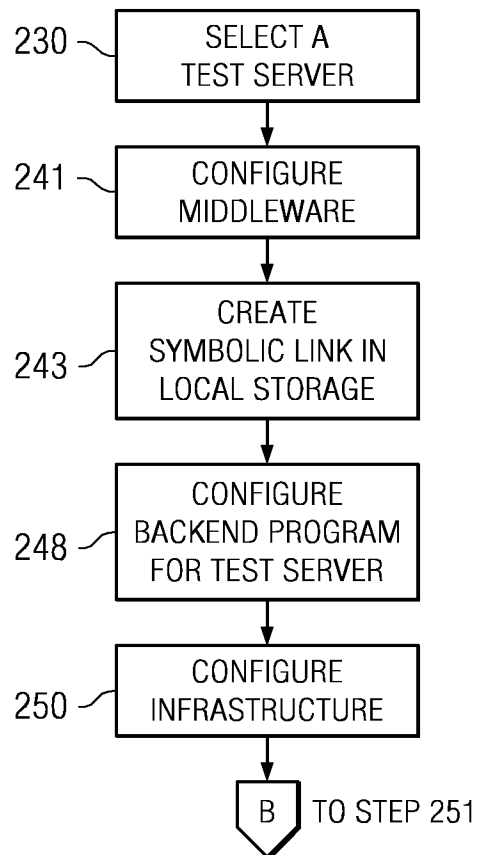 230
SELECT A
TEST SERVER
241
CONFIGURE
MIDDLEWARE
243
CREATE
SYMBOLIC LINK IN
LOCAL STORAGE
248
CONFIGURE
BACKEND PROGRAM
FOR TEST SERVER
250
CONFIGURE
INFRASTRUCTURE
B TO STEP 251